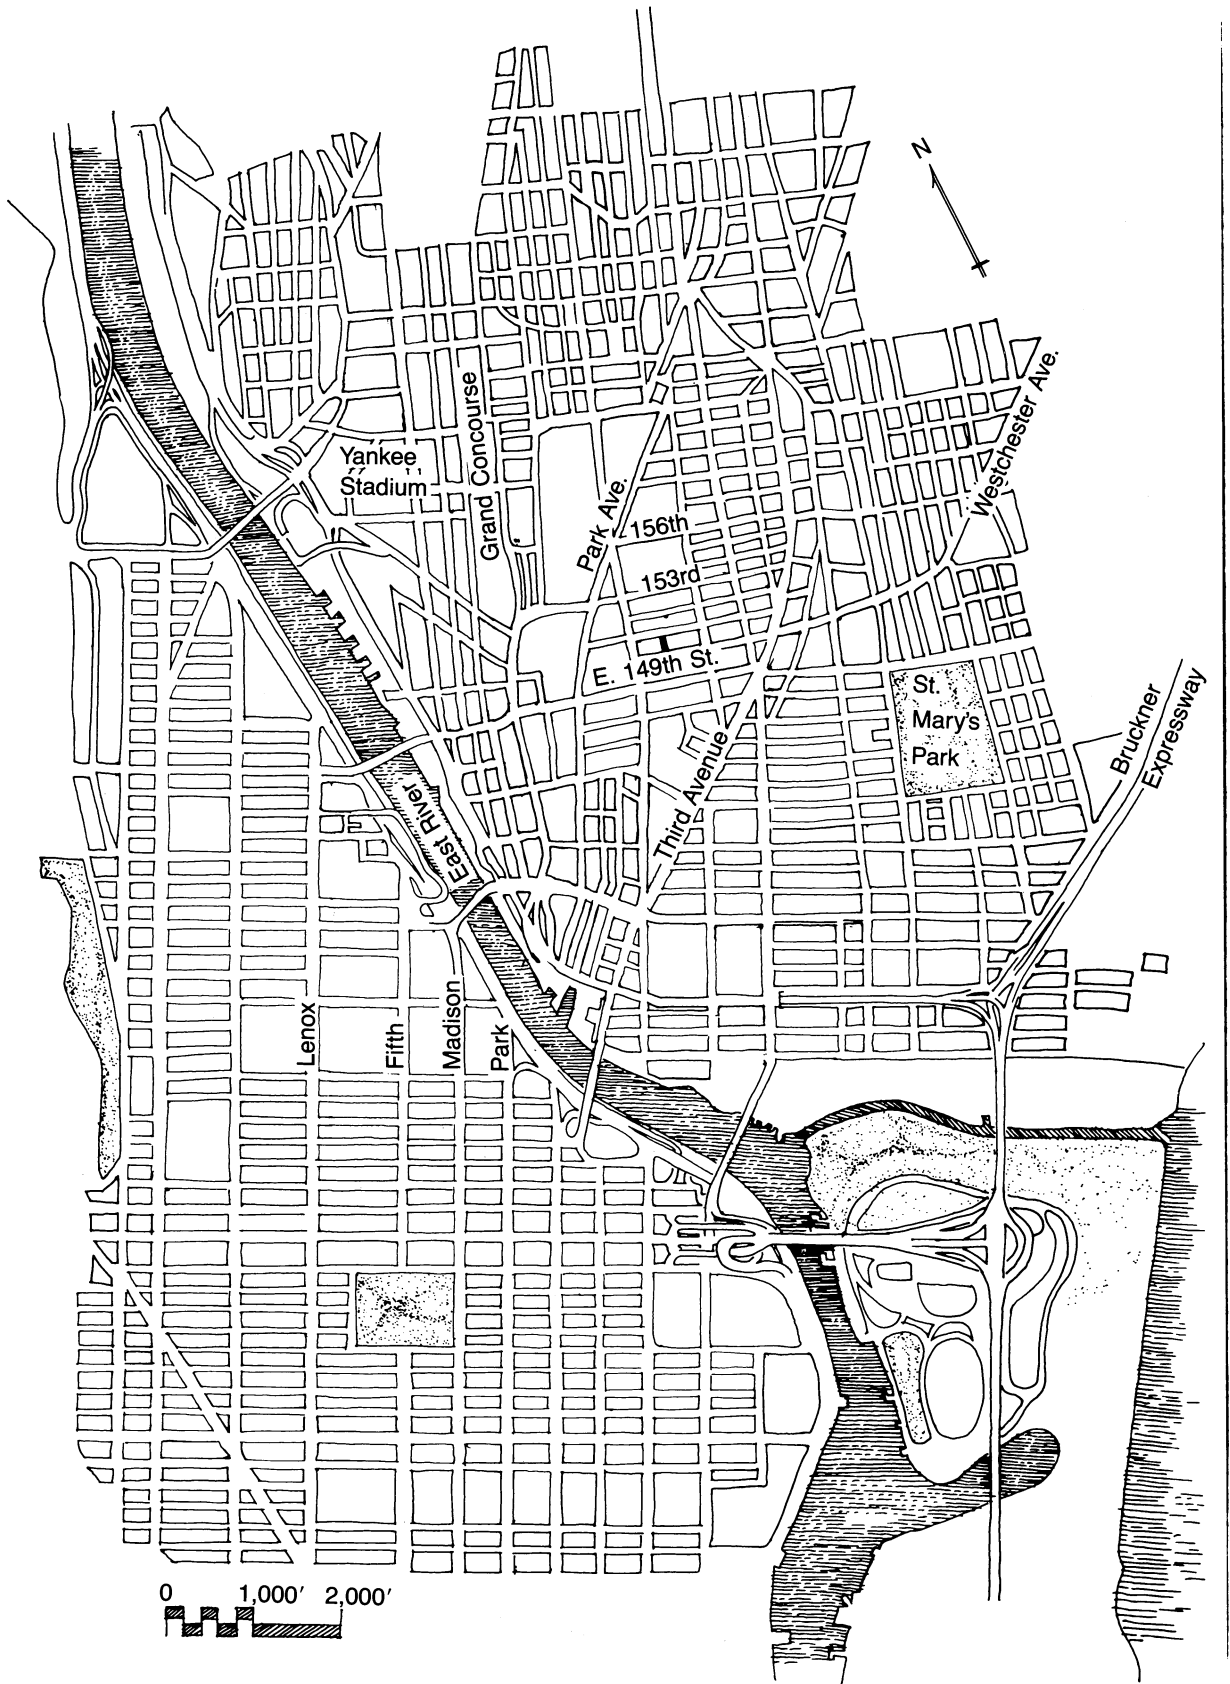 N
Westchester Ave.
Grand Concourse
Yankee
Stadium
Park Ave.
156th
153rd
E. 149th St.
St.
Mary's
Park
Bruckner
Expressway
Third Avenue
East River
Lenox
Fifth
Madison
Park
0 1,000' 2,000'